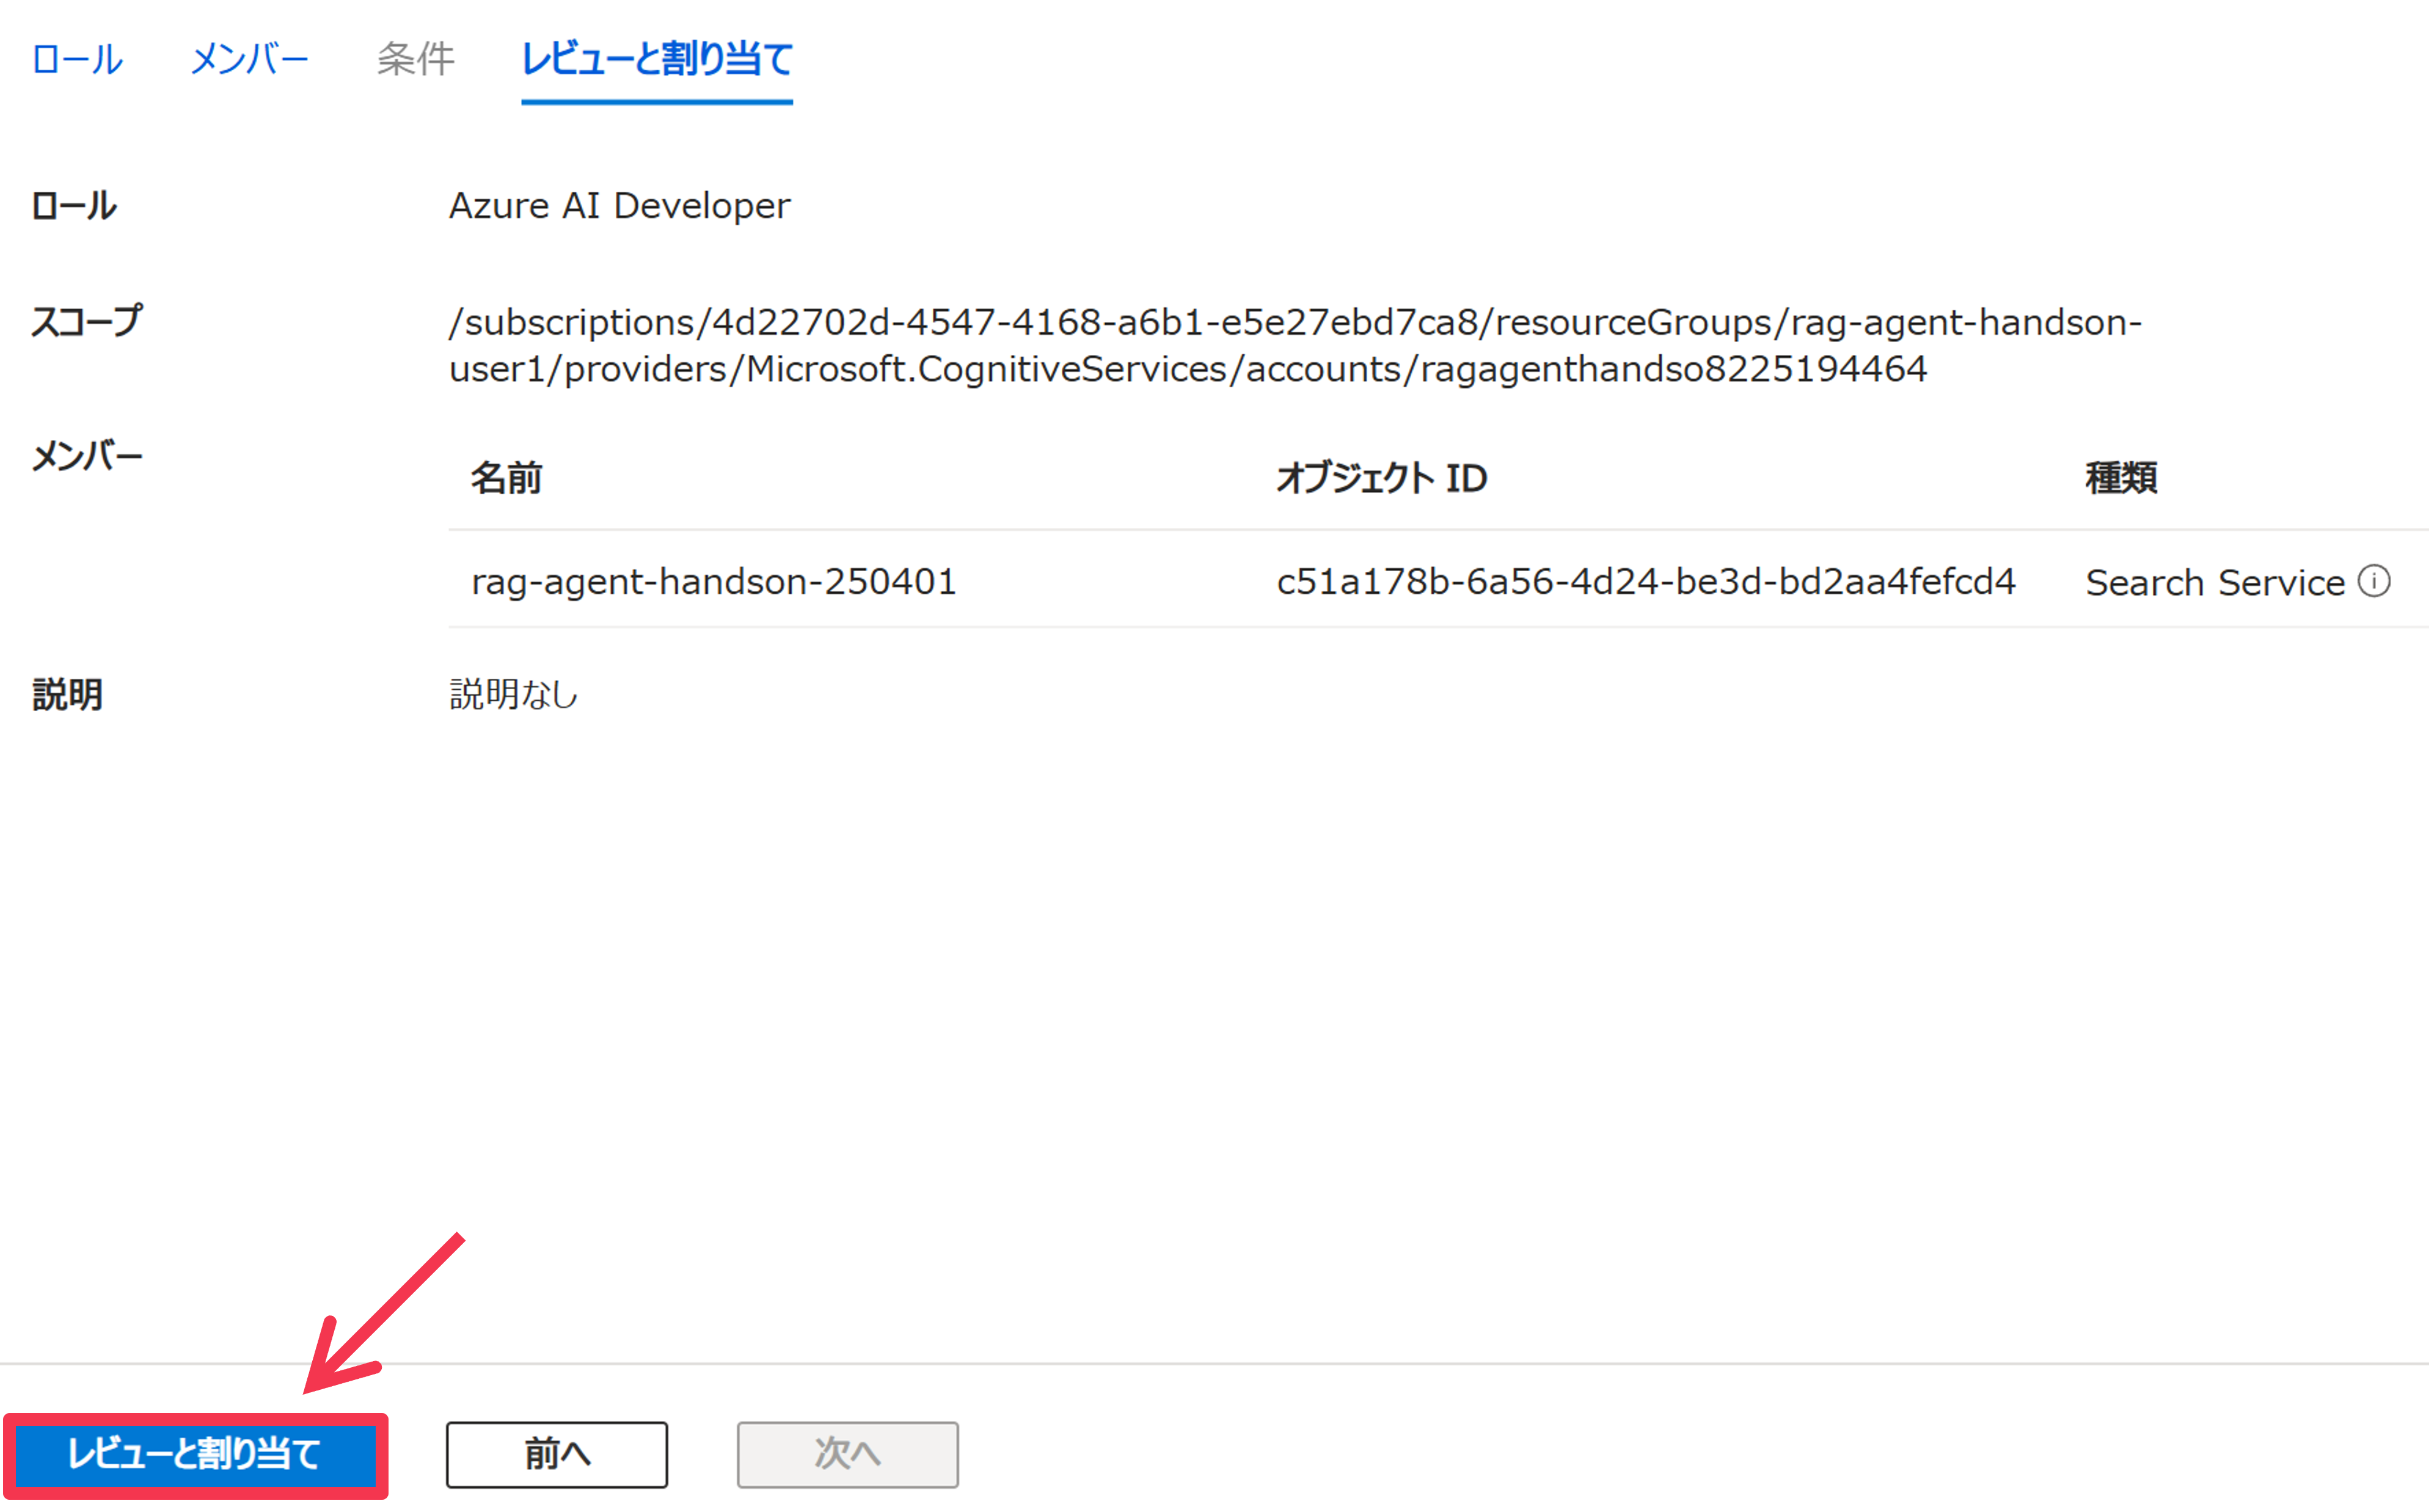 ロール メンバー 条件 レビューと割り当て
ロール Azure AI Developer
スコープ /subscriptions/4d22702d-4547-4168-a6b1-e5e27ebd7ca8/resourceGroups/rag-agent-handson-
user1/providers/Microsoft.CognitiveServices/accounts/ragagenthandso8225194464
メンバー
名前 オブジェクト ID 種類
rag-agent-handson-250401 c51a178b-6a56-4d24-be3d-bd2aa4fefcd4 Search Service
説明 説明なし
レビューと割り当て 前へ 次へ